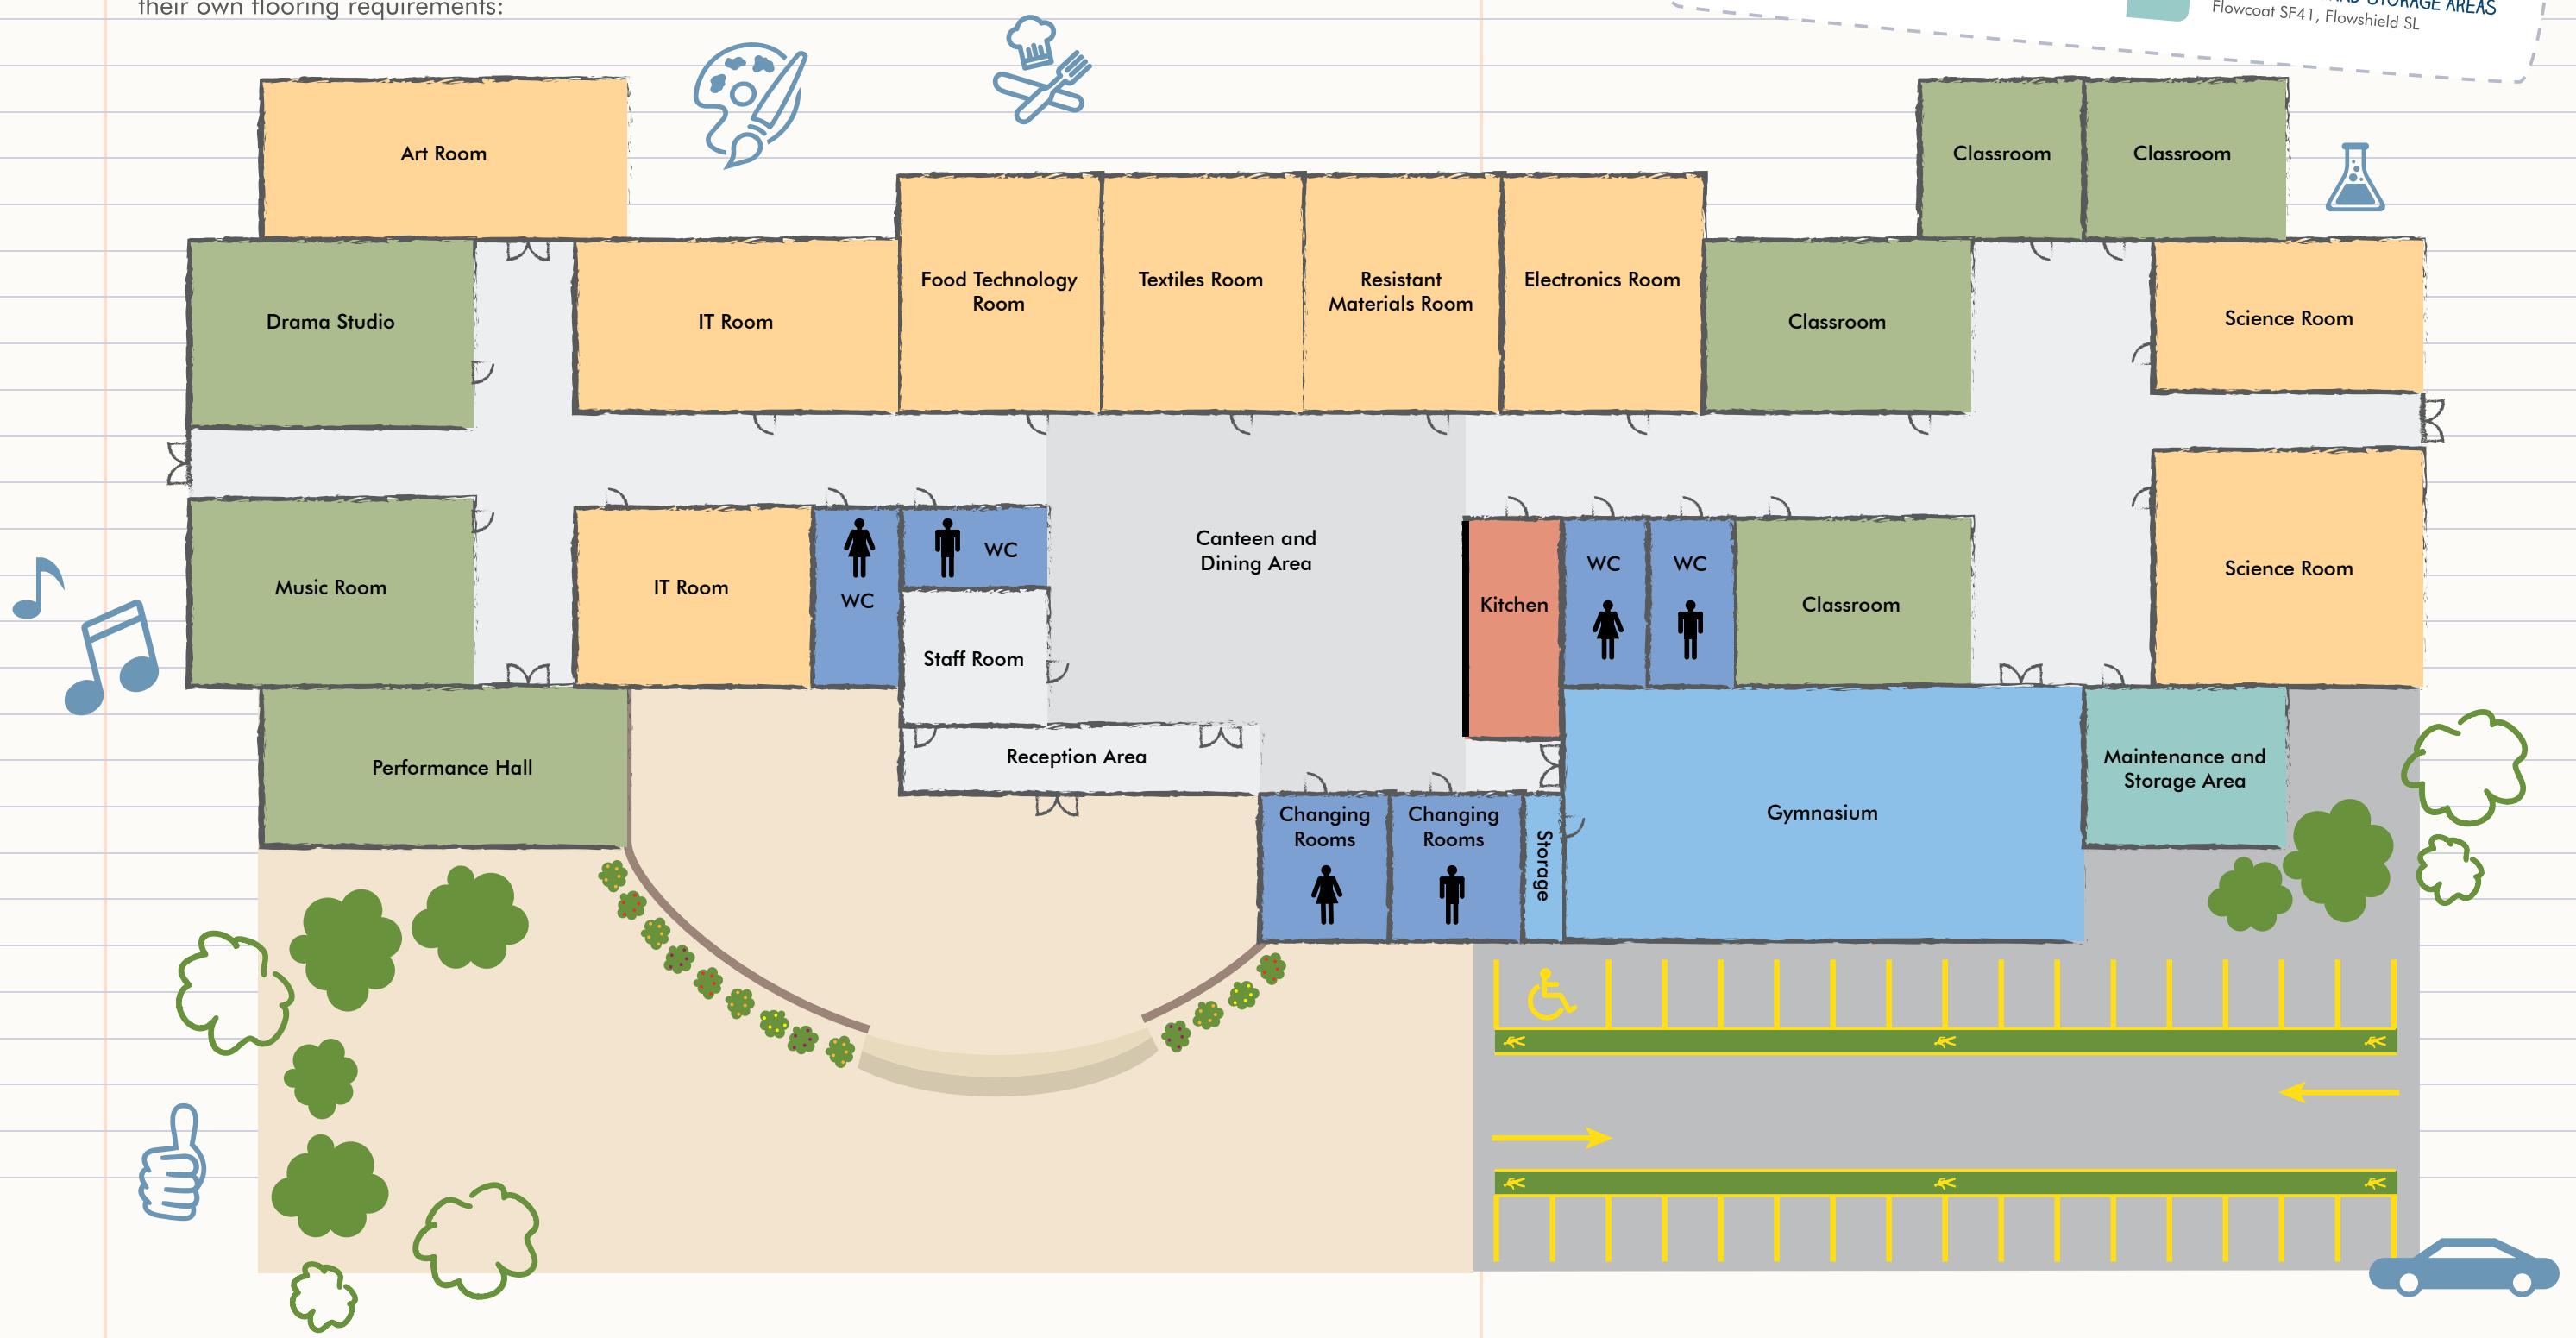 their own flooring requirements:
STORAGE AREAS
Flowcoat SF41, Flowshield SL
Art Room
Classroom
Classroom
Drama Studio
IT Room
Food Technology
Room
Textiles Room
Resistant
Materials Room
Electronics Room
Classroom
Science Room
Music Room
IT Room
WC
WC
Staff Room
Canteen and
Dining Area
Kitchen
WC
WC
Classroom
Science Room
Performance Hall
Reception Area
Changing
Rooms
Changing
Rooms
Storage
Gymnasium
Maintenance and
Storage Area